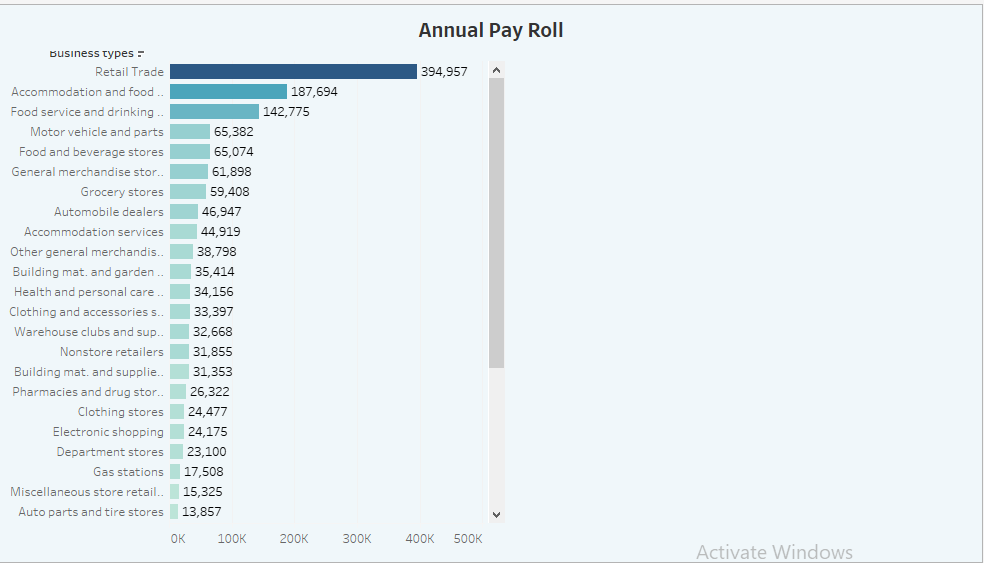 Annual Pay Roll
Business types
Retail Trade 394,957
Accommodation and food .. 187,694
Food service and drinking .. 142,775
Motor vehicle and parts 65,382
Food and beverage stores 65,074
General merchandise stor.. 61,898
Grocery stores 59,408
Automobile dealers 46,947
Accommodation services 44,919
Other general merchandis.. 38,798
Building mat. and garden .. 35,414
Health and personal care .. 34,156
Clothing and accessories s.. 33,397
Warehouse clubs and sup.. 32,668
Nonstore retailers 31,855
Building mat. and supplie.. 31,353
Pharmacies and drug stor.. 26,322
Clothing stores 24,477
Electronic shopping 24,175
Department stores 23,100
Gas stations 17,508
Miscellaneous store retail.. 15,325
Auto parts and tire stores 13,857
0K 100K 200K 300K 400K 500K
Activate Windows